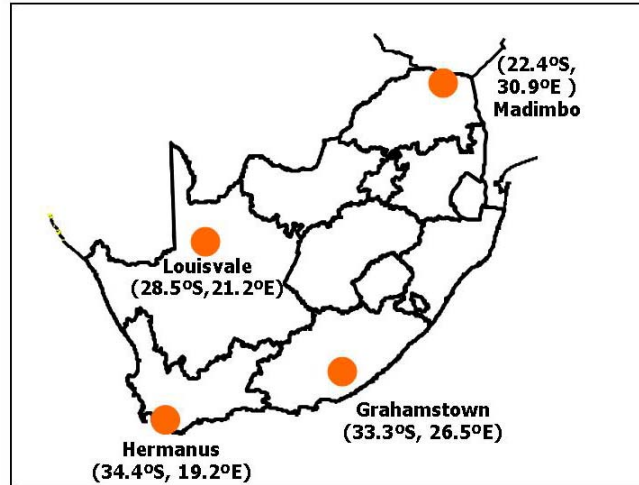 (22.4ºS,
30.9ºE )
Madimbo
Louisvale
(28.5ºS,21.2ºE)
Grahamstown
(33.3ºS, 26.5ºE)
Hermanus
(34.4ºS, 19.2ºE)